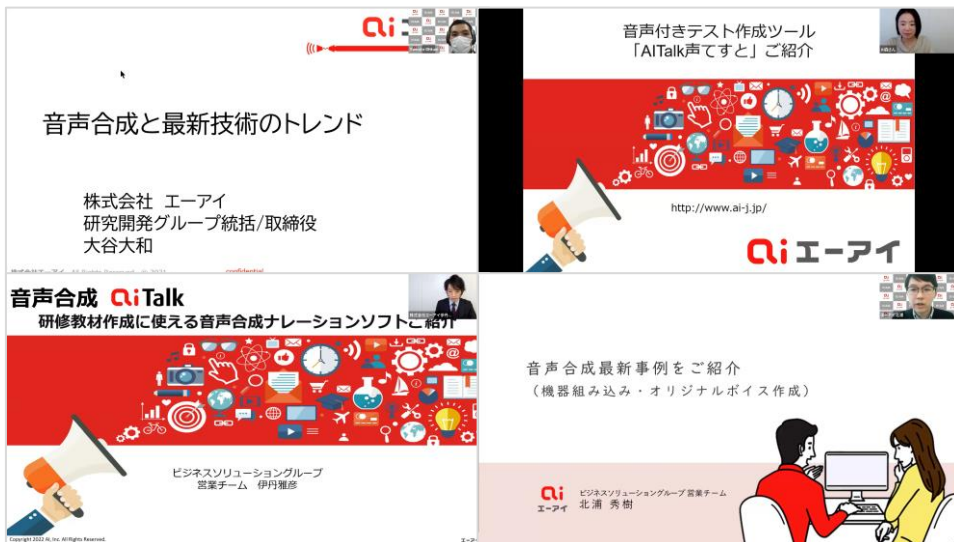 ai
音声合成と最新技術のトレンド
株式会社 エーアイ
研究開発グループ統括/取締役
大谷大和
confidential
音声付きテスト作成ツール
「AITalk声てすと」ご紹介
http://www.ai-j.jp/
ai エーアイ
音声合成 ai Talk
研修教材作成に使える音声合成ナレーションソフトご紹介
ビジネスソリューショングループ
営業チーム 伊丹雅彦
Copyright 2022 AI, Inc. All Rights Reserved.
エーア
音声合成最新事例をご紹介
(機器組み込み・オリジナルボイス作成)
ai
エーアイ
ビジネスソリューショングループ 営業チーム
北浦 秀樹